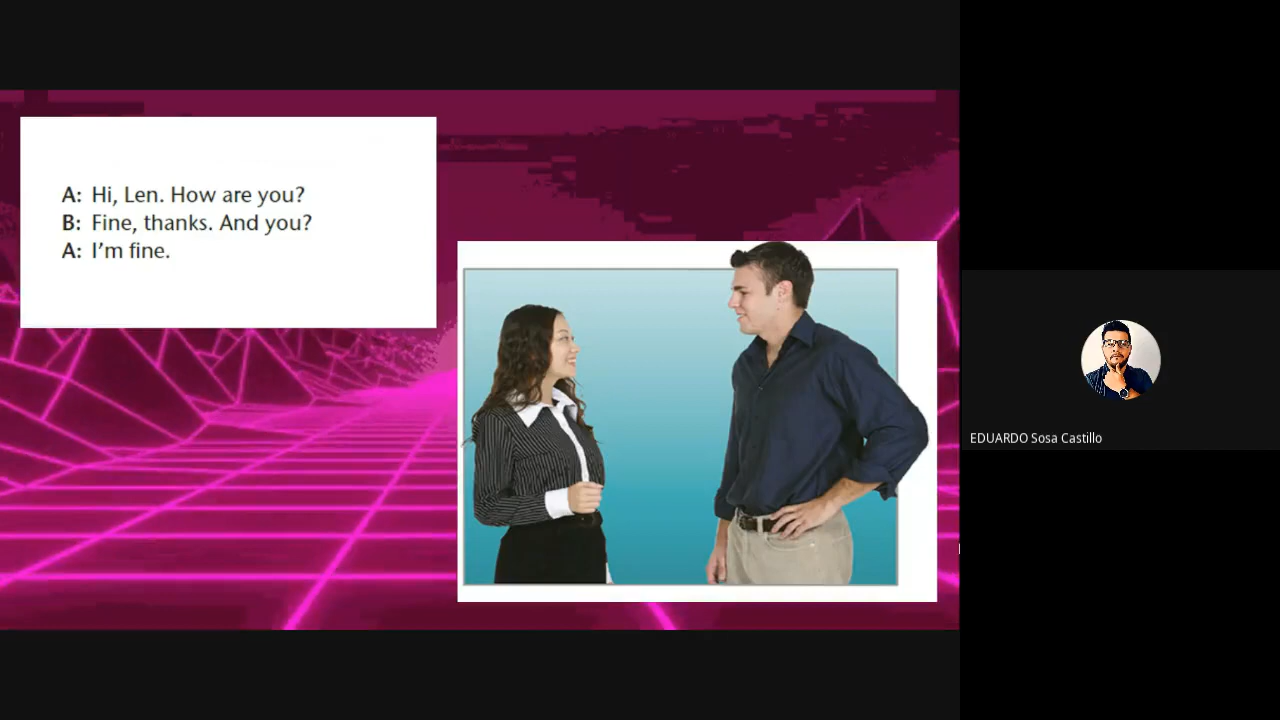 A: Hi, Len. How are you?
B: Fine, thanks. And you?
A: I'm fine.
EDUARDO Sosa Castillo